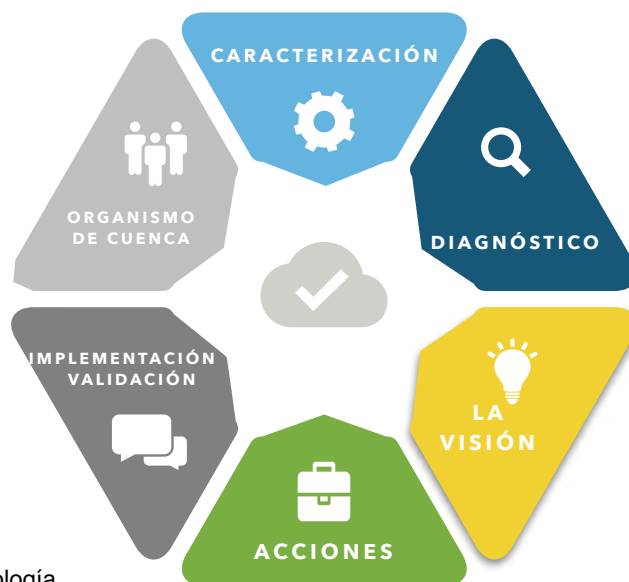 CARACTERIZACIÓN
DIAGNÓSTICO
LA
VISIÓN
ACCIONES
IMPLEMENTACIÓN
VALIDACIÓN
ORGANISMO
DE CUENCA